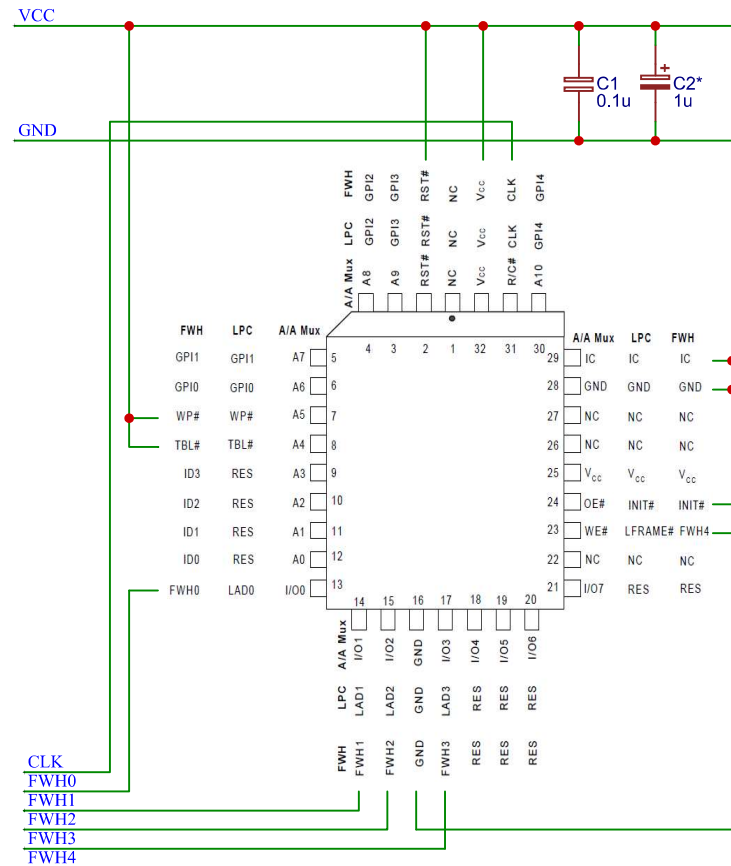 VCC
C1
0.1u
C2*
1u
+
GND
FWH GPI2 GPI3 RST# NC Vcc CLK GPI4
LPC GPI2 GPI3 RST# NC Vcc CLK GPI4
A/A Mux A8 A9 RST# NC Vcc R/C# A10
4 3 2 1 32 31 30
FWH LPC A/A Mux
GPI1 GPI1 A7 5
GPI0 GPI0 A6 6
WP# WP# A5 7
TBL# TBL# A4 8
ID3 RES A3 9
ID2 RES A2 10
ID1 RES A1 11
ID0 RES A0 12
FWH0 LAD0 I/O0 13
A/A Mux LPC FWH
29 IC IC IC
28 GND GND GND
27 NC NC NC
26 NC NC NC
25 Vcc Vcc Vcc
24 OE# INIT# INIT#
23 WE# LFRAME# FWH4
22 NC NC NC
21 I/O7 RES RES
14 15 16 17 18 19 20
A/A Mux I/O1 I/O2 GND I/O3 I/O4 I/O5 I/O6
LPC LAD1 LAD2 GND LAD3 RES RES RES
FWH FWH1 FWH2 GND FWH3 RES RES RES
CLK
FWH0
FWH1
FWH2
FWH3
FWH4